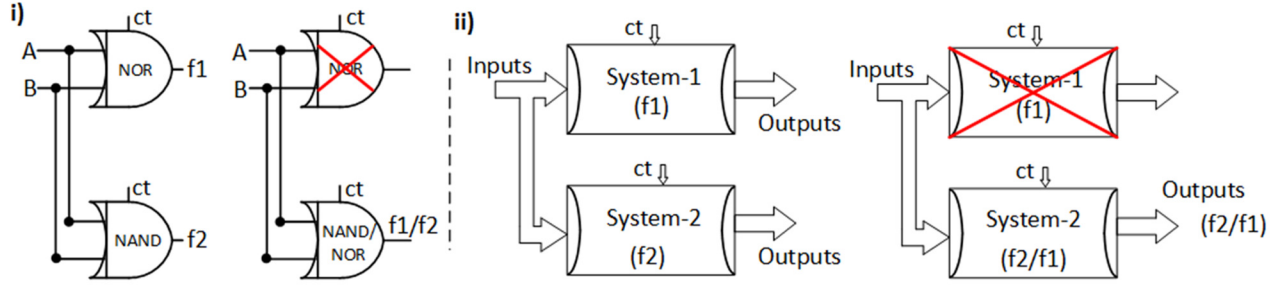 i)
ct
A
B
NOR
f1
ct
NAND
f2
ct
A
B
NOR
ct
NAND/
NOR
f1/f2
ii)
ct
Inputs
System-1
(f1)
Outputs
ct
System-2
(f2)
Outputs
ct
Inputs
System-1
(f1)
ct
System-2
(f2/f1)
Outputs
(f2/f1)